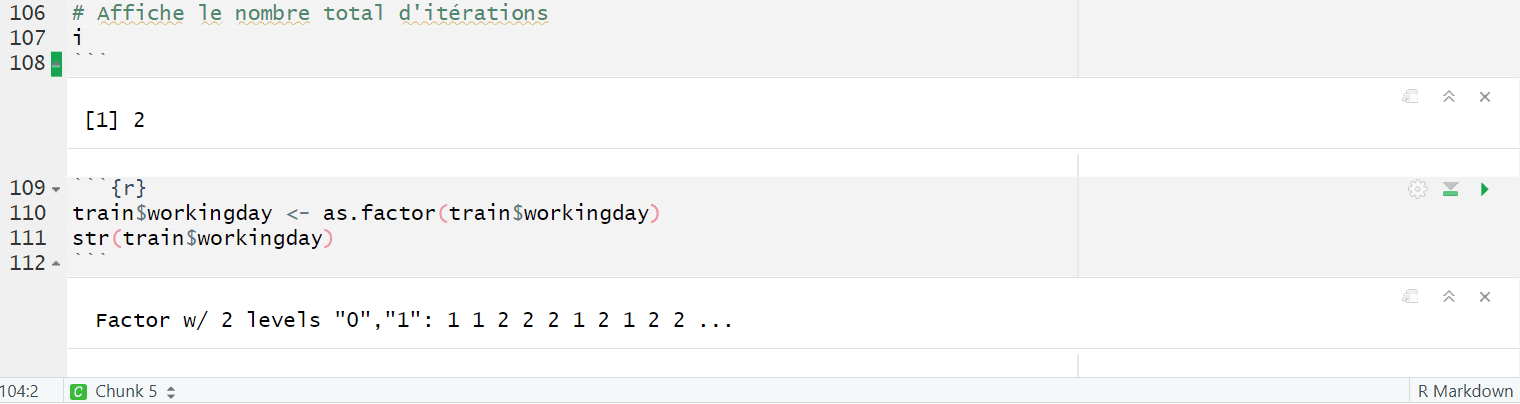 106 # Affiche le nombre total d'itérations
107 i
108 ```
[1] 2
109 ```{r}
110 train$workingday <- as.factor(train$workingday)
111 str(train$workingday)
112 ```
Factor w/ 2 levels "0","1": 1 1 2 2 2 1 2 1 2 2 ...
104:2 C Chunk 5 R Markdown